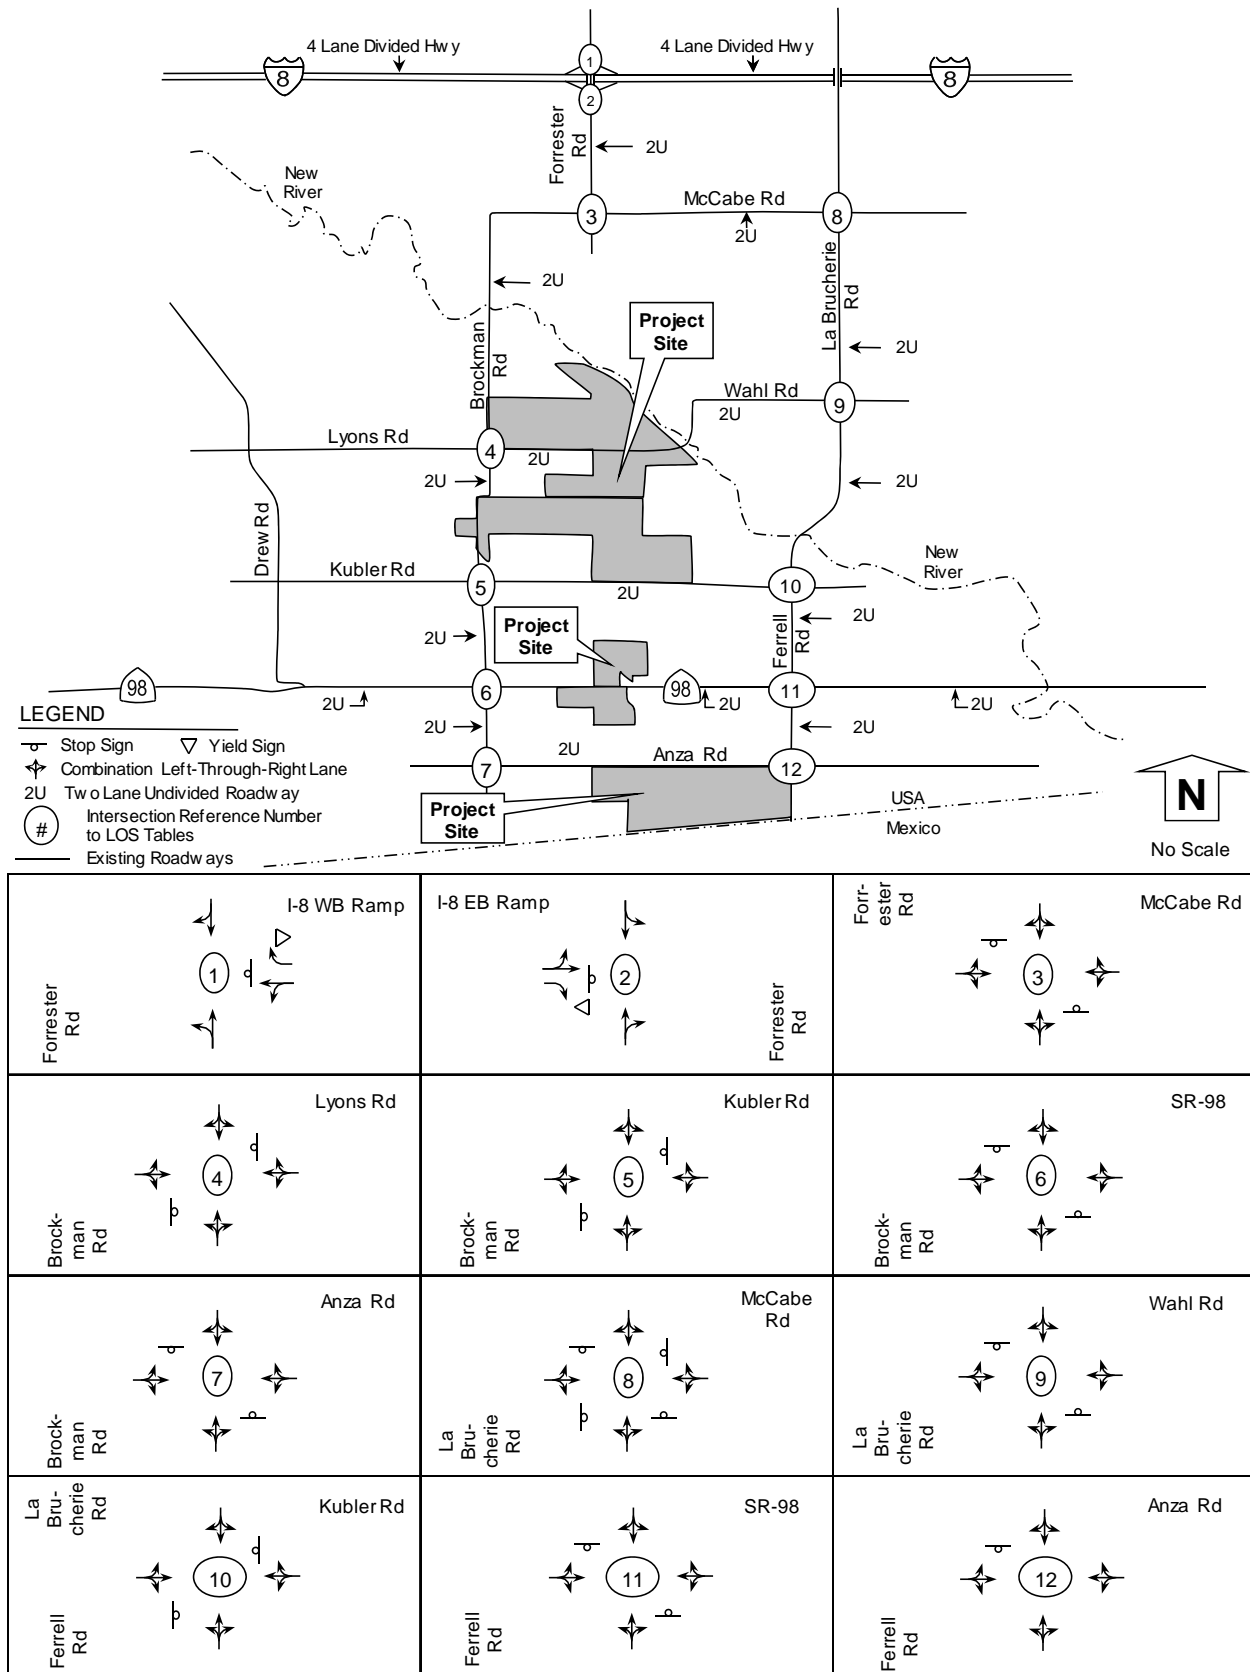 4 Lane Divided Hwy
4 Lane Divided Hwy
8
1
8
2
Forrester
Rd
2U
New
River
McCabe Rd
3
8
2U
2U
La Brucherie
Rd
Project
Site
Brockman
Rd
2U
Wahl Rd
2U
9
Lyons Rd
4
2U
2U
2U
Drew Rd
New
River
Kubler Rd
5
2U
10
Project
Site
2U
2U
Ferrell
Rd
98
6
98
11
2U
2U
2U
LEGEND
Stop Sign
Yield Sign
Combination Left-Through-Right Lane
2U Two Lane Undivided Roadway
# Intersection Reference Number
to LOS Tables
Existing Roadways
2U
2U
2U
Anza Rd
7
12
Project
Site
USA
Mexico
N
No Scale
I-8 WB Ramp
1
Forrester
Rd
I-8 EB Ramp
2
Forrester
Rd
Forr-
ester
Rd
McCabe Rd
3
Lyons Rd
4
Brock-
man
Rd
Kubler Rd
5
Brock-
man
Rd
SR-98
6
Brock-
man
Rd
Anza Rd
7
Brock-
man
Rd
McCabe
Rd
8
La
Bru-
cherie
Rd
Wahl Rd
9
La
Bru-
cherie
Rd
La
Bru-
cherie
Rd
Kubler Rd
10
Ferrell
Rd
SR-98
11
Ferrell
Rd
Anza Rd
12
Ferrell
Rd